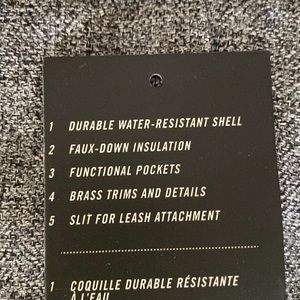 1 DURABLE WATER-RESISTANT SHELL
2 FAUX-DOWN INSULATION
3 FUNCTIONAL POCKETS
4 BRASS TRIMS AND DETAILS
5 SLIT FOR LEASH ATTACHMENT
1 COQUILLE DURABLE RÉSISTANTE
À L'EAU